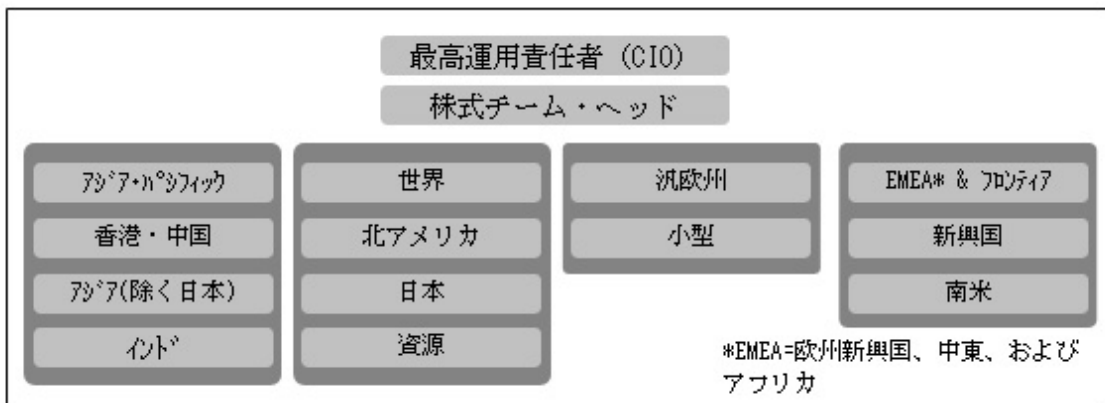 最高運用責任者 (CIO)
株式チーム・ヘッド
ｱｼﾞｱ・ﾊﾟｼﾌｨｯｸ
香港・中国
ｱｼﾞｱ(除く日本)
ｲﾝﾄﾞ
世界
北アメリカ
日本
資源
汎欧州
小型
EMEA* & ﾌﾛﾝﾃｨｱ
新興国
南米
*EMEA=欧州新興国、中東、および
アフリカ